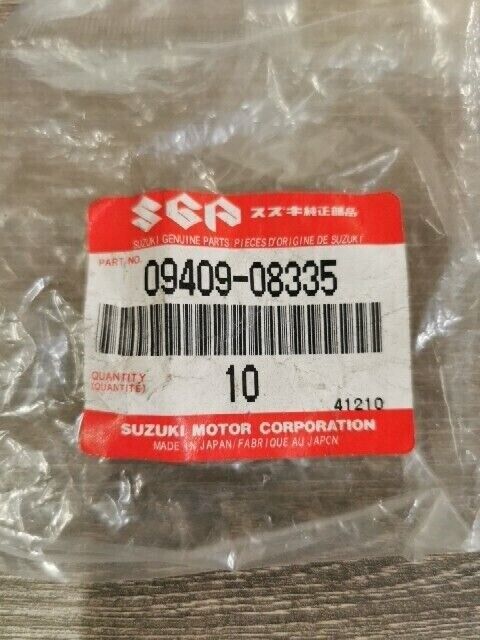 SGP スズキ純正部品
SUZUKI GENUINE PARTS PIECES D'ORIGINE DE SUZUKI
PART NO.
09409-08335
QUANTITY
(QUANTITÉ)
10
41210
SUZUKI MOTOR CORPORATION
MADE IN JAPAN/FABRIQUE AU JAPON